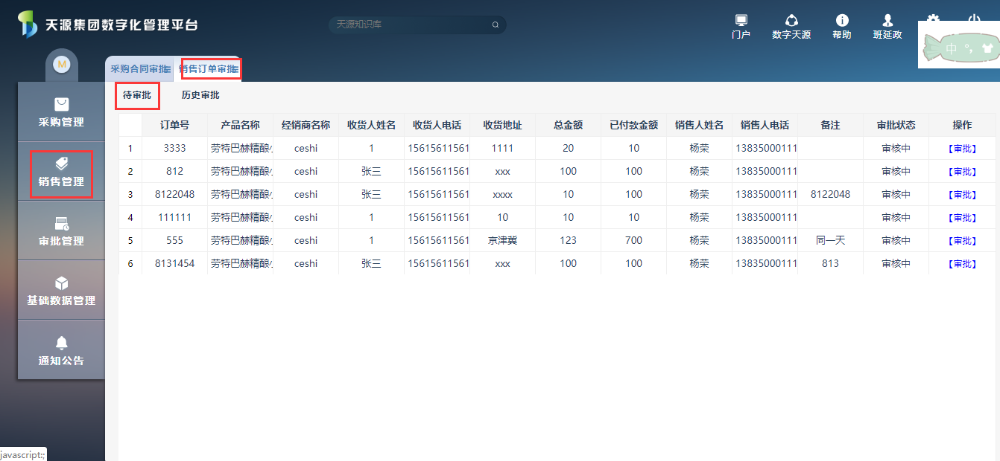 天源集团数字化管理平台
天源知识库
门户 数字天源 帮助 班延政
中 °,
M
采购合同审批 销售订单审批
待审批 历史审批
采购管理
销售管理
审批管理
基础数据管理
通知公告
订单号 产品名称 经销商名称 收货人姓名 收货人电话 收货地址 总金额 已付款金额 销售人姓名 销售人电话 备注 审批状态 操作
1 3333 劳特巴赫精酿 ceshi 1 15615611561 1111 20 10 杨荣 13835000111 审核中 【审批】
2 812 劳特巴赫精酿 ceshi 张三 15615611561 xxx 100 100 杨荣 13835000111 审核中 【审批】
3 8122048 劳特巴赫精酿 ceshi 张三 15615611561 xxxx 10 100 杨荣 13835000111 8122048 审核中 【审批】
4 111111 劳特巴赫精酿 ceshi 1 15615611561 10 10 10 杨荣 13835000111 审核中 【审批】
5 555 劳特巴赫精酿 ceshi 1 15615611561 京津冀 123 700 杨荣 13835000111 同一天 审核中 【审批】
6 8131454 劳特巴赫精酿 ceshi 张三 15615611561 xxx 100 100 杨荣 13835000111 813 审核中 【审批】
javascript:;